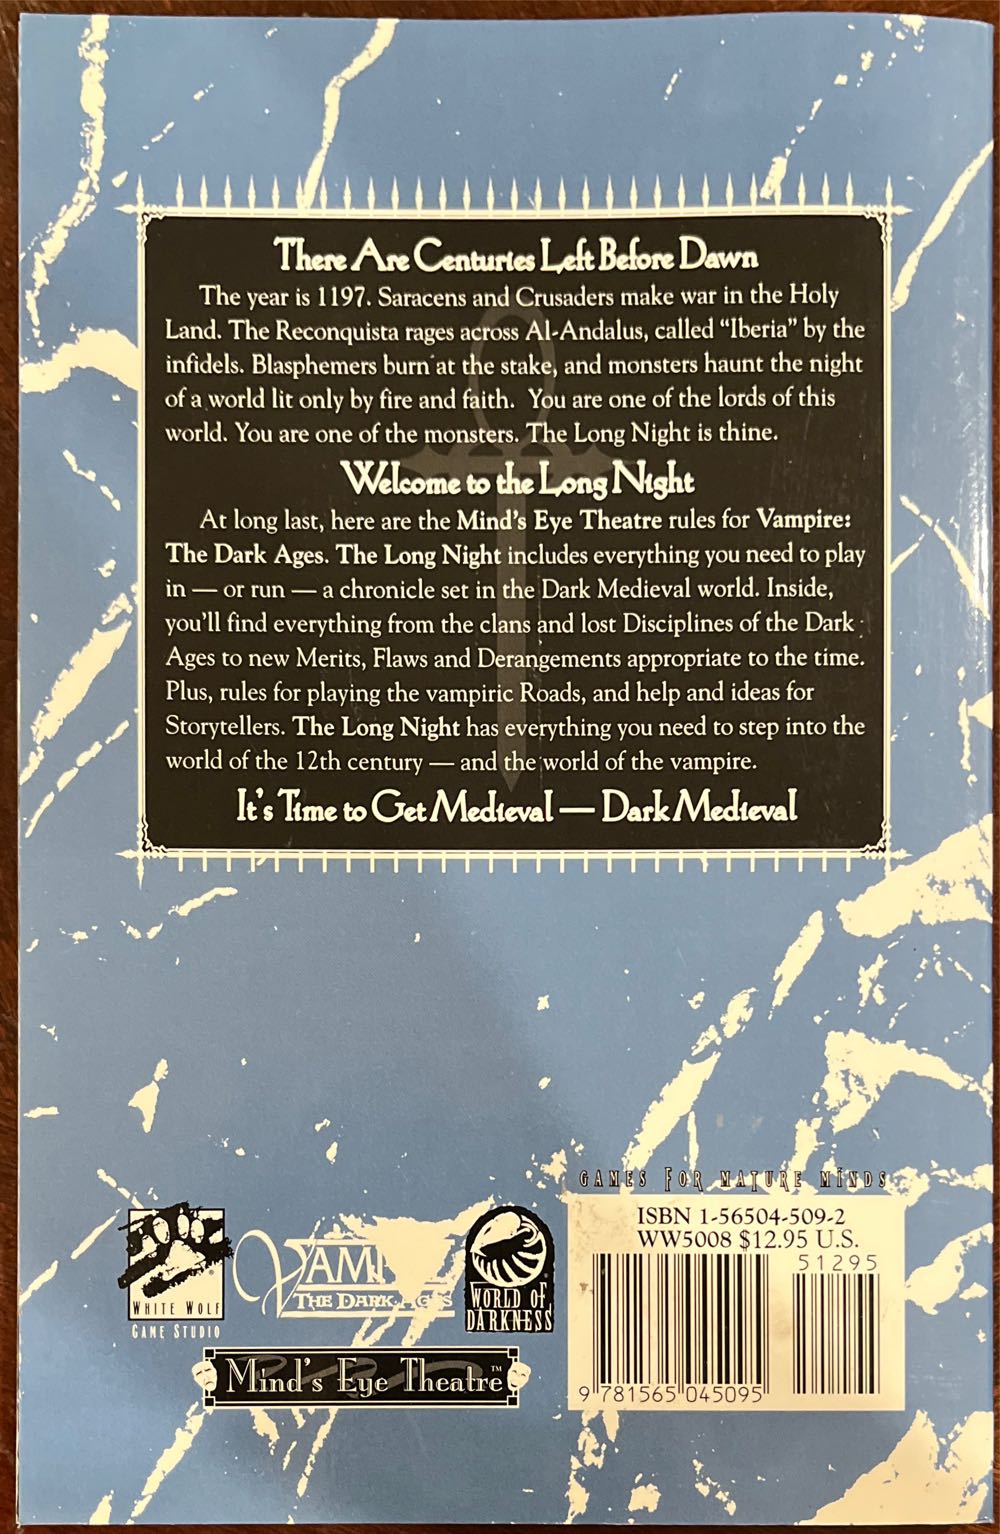 There Are Centuries Left Before Dawn
The year is 1197. Saracens and Crusaders make war in the Holy
Land. The Reconquista rages across Al-Andalus, called “Iberia” by the
infidels. Blasphemers burn at the stake, and monsters haunt the night
of a world lit only by fire and faith. You are one of the lords of this
world. You are one of the monsters. The Long Night is thine.
Welcome to the Long Night
At long last, here are the Mind’s Eye Theatre rules for Vampire:
The Dark Ages. The Long Night includes everything you need to play
in — or run — a chronicle set in the Dark Medieval world. Inside,
you’ll find everything from the clans and lost Disciplines of the Dark
Ages to new Merits, Flaws and Derangements appropriate to the time.
Plus, rules for playing the vampiric Roads, and help and ideas for
Storytellers. The Long Night has everything you need to step into the
world of the 12th century — and the world of the vampire.
It’s Time to Get Medieval — Dark Medieval
GAMES FOR MATURE MINDS
ISBN 1-56504-509-2
WW5008 $12.95 U.S.
51295
9 781565 045095
WHITE WOLF
GAME STUDIO
THE DARK AGES
WORLD OF
DARKNESS
Mind’s Eye Theatre™